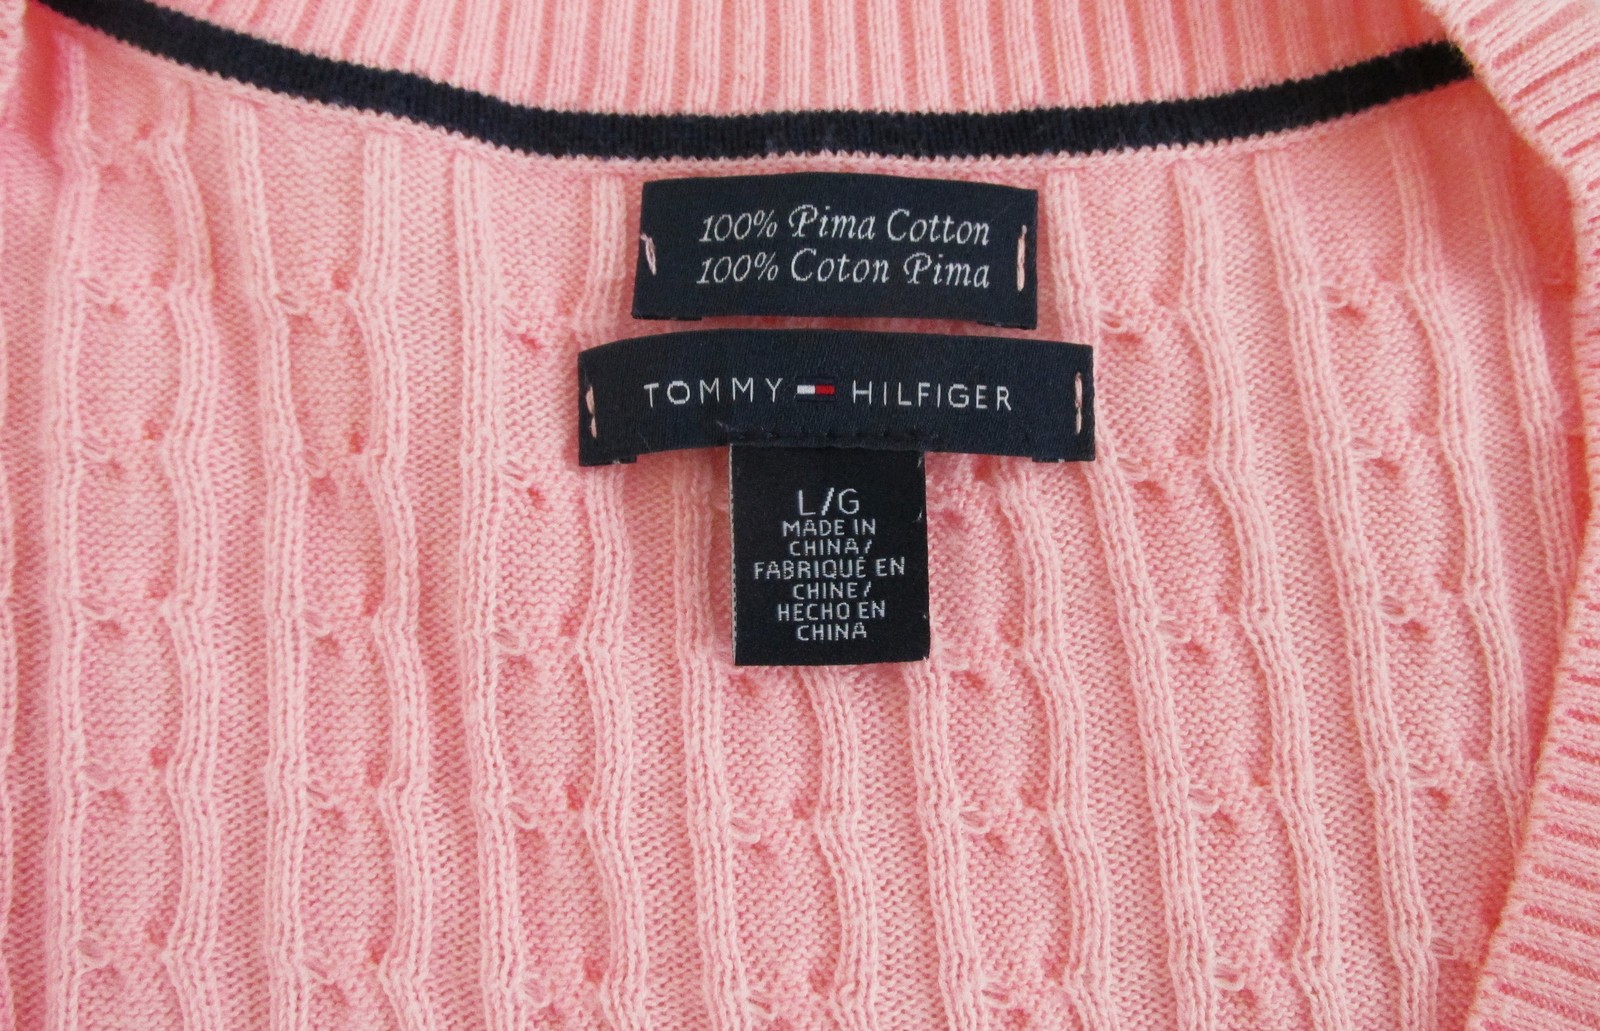 100% Pima Cotton
100% Coton Pima
TOMMY HILFIGER
L/G
MADE IN
CHINA/
FABRIQUÉ EN
CHINE/
HECHO EN
CHINA